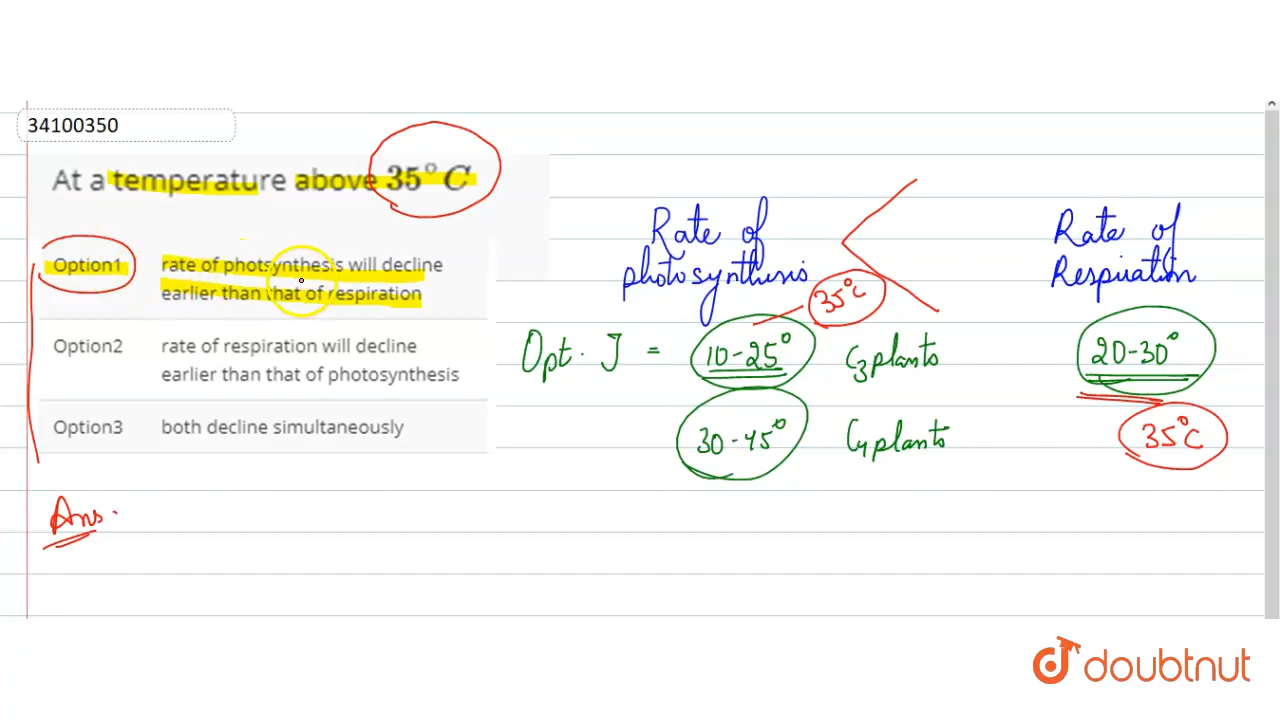 34100350
At a temperature above 35°C
Option1 rate of photsynthesis will decline
earlier than that of respiration
Option2 rate of respiration will decline
earlier than that of photosynthesis
Option3 both decline simultaneously
Ans.
Rate of
photosynthesis
35°C
Rate of
Respiration
Opt. T = 10-25° C3 plants 20-30°
30-45° C4 plants 35°C
doubtnut